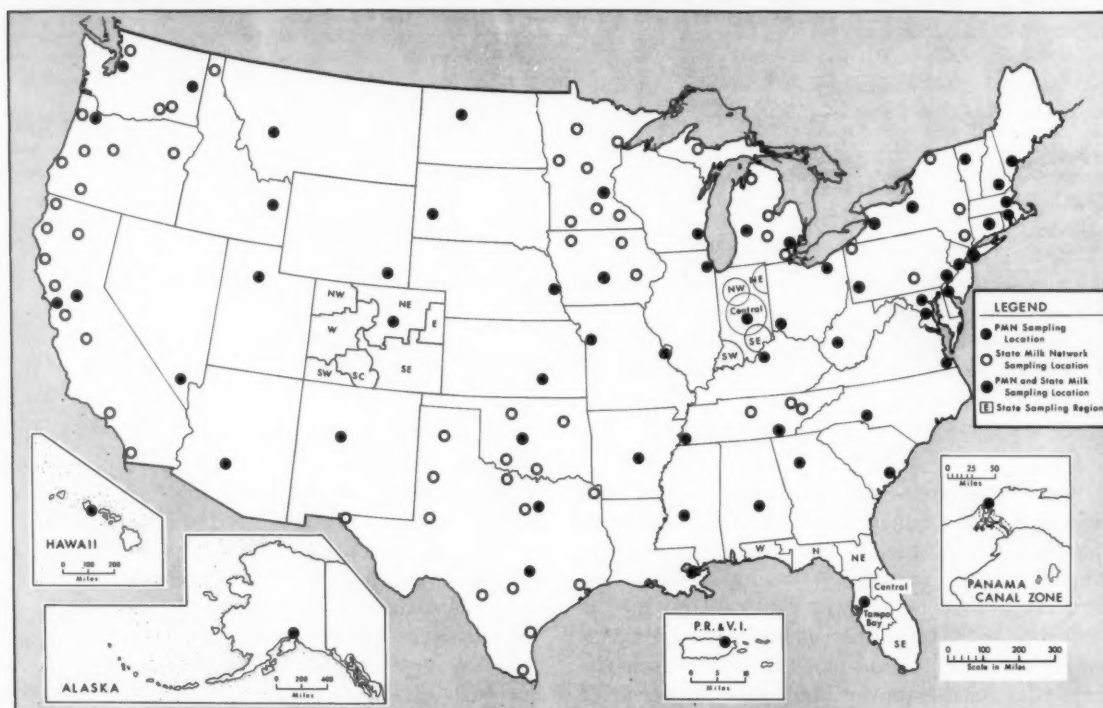 NW
NE
W
E
SW
SC
SE
NW
NE
Central
SE
SW
W
N
NE
Central
Tampa
Bay
SE
LEGEND
PMN Sampling
Location
State Milk Network
Sampling Location
PMN and State Milk
Sampling Location
E State Sampling Region
HAWAII
0 100 200
Miles
ALASKA
0 200 400
Miles
P.R. & V.I.
0 5 10
Miles
0 25 50
Miles
PANAMA
CANAL ZONE
0 50 100 200 300
Scale in Miles